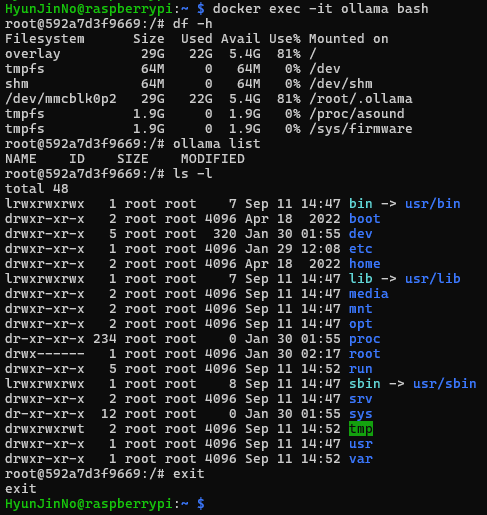 HyunJinNo@raspberrypi:~ $ docker exec -it ollama bash
root@592a7d3f9669:/# df -h
Filesystem      Size  Used Avail Use% Mounted on
overlay          29G   22G  5.4G  81% /
tmpfs            64M     0   64M   0% /dev
shm              64M     0   64M   0% /dev/shm
/dev/mmcblk0p2   29G   22G  5.4G  81% /root/.ollama
tmpfs           1.9G     0  1.9G   0% /proc/asound
tmpfs           1.9G     0  1.9G   0% /sys/firmware
root@592a7d3f9669:/# ollama list
NAME    ID    SIZE    MODIFIED
root@592a7d3f9669:/# ls -l
total 48
lrwxrwxrwx   1 root root    7 Sep 11 14:47 bin -> usr/bin
drwxr-xr-x   2 root root 4096 Apr 18  2022 boot
drwxr-xr-x   5 root root  320 Jan 30 01:55 dev
drwxr-xr-x   1 root root 4096 Jan 29 12:08 etc
drwxr-xr-x   2 root root 4096 Apr 18  2022 home
lrwxrwxrwx   1 root root    7 Sep 11 14:47 lib -> usr/lib
drwxr-xr-x   2 root root 4096 Sep 11 14:47 media
drwxr-xr-x   2 root root 4096 Sep 11 14:47 mnt
drwxr-xr-x   2 root root 4096 Sep 11 14:47 opt
dr-xr-xr-x 234 root root    0 Jan 30 01:55 proc
drwx------   1 root root 4096 Jan 30 02:17 root
drwxr-xr-x   5 root root 4096 Sep 11 14:52 run
lrwxrwxrwx   1 root root    8 Sep 11 14:47 sbin -> usr/sbin
drwxr-xr-x   2 root root 4096 Sep 11 14:47 srv
dr-xr-xr-x  12 root root    0 Jan 30 01:55 sys
drwxrwxrwt   2 root root 4096 Sep 11 14:52 tmp
drwxr-xr-x   1 root root 4096 Sep 11 14:47 usr
drwxr-xr-x   1 root root 4096 Sep 11 14:52 var
root@592a7d3f9669:/# exit
exit
HyunJinNo@raspberrypi:~ $